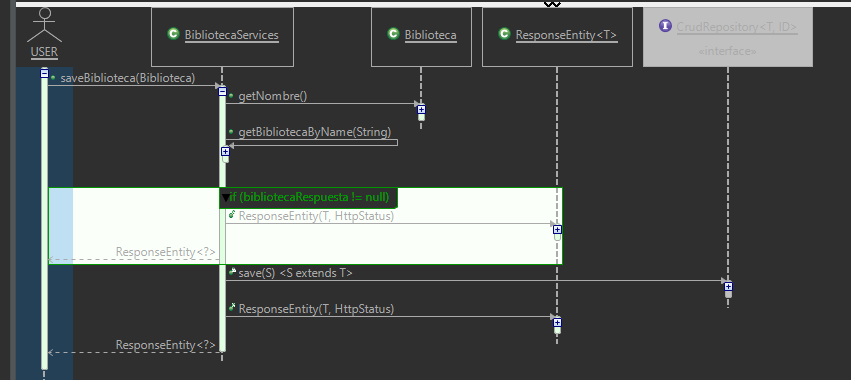 USER
C BibliotecaServices
C Biblioteca
C ResponseEntity<T>
I CrudRepository<T, ID>
«interface»
saveBiblioteca(Biblioteca)
getNombre()
getBibliotecaByName(String)
if (bibliotecaRespuesta != null)
ResponseEntity(T, HttpStatus)
ResponseEntity<?>
save(S) <S extends T>
ResponseEntity(T, HttpStatus)
ResponseEntity<?>